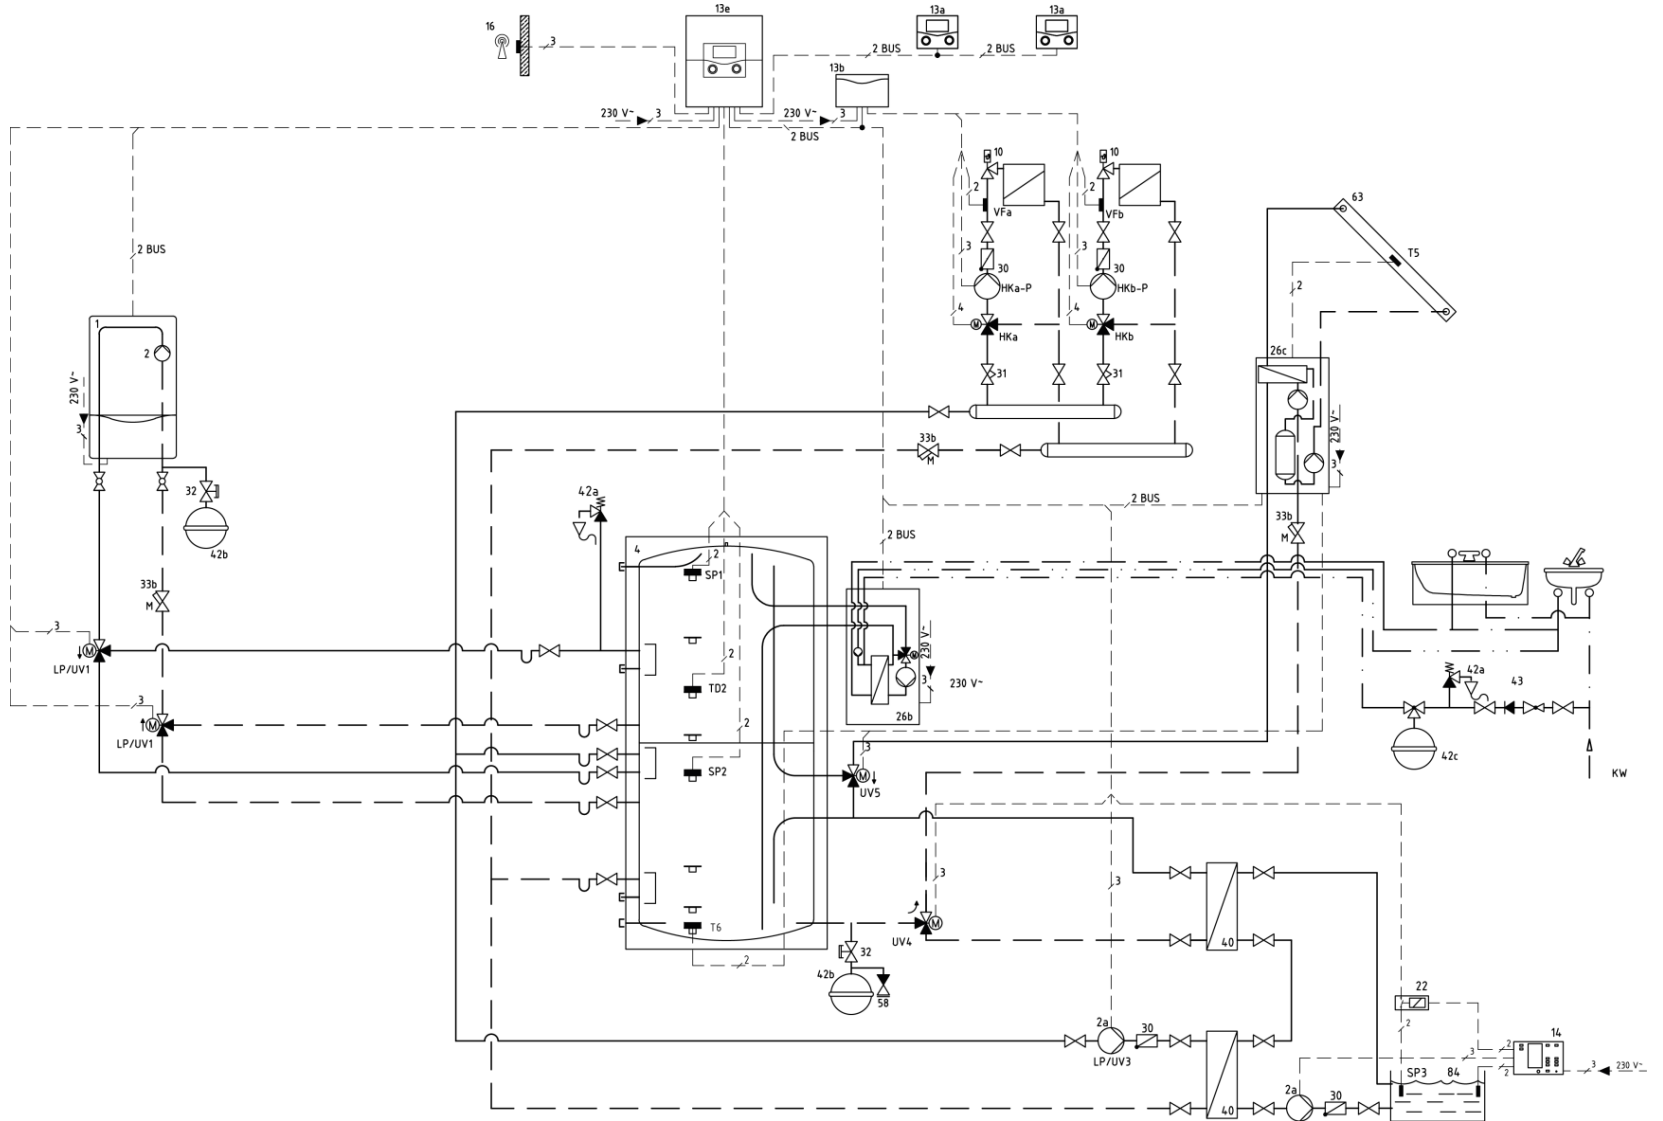 13e
13a
13a
16
3
2 BUS
2 BUS
13b
230 V~
3
230 V~
3
2 BUS
10
10
2
2
VFa
VFb
63
T5
2 BUS
3
3
30
30
2
HKa-P
HKb-P
4
4
M
M
HKa
HKb
1
2
26c
31
31
230 V~
3
230 V~
3
33b
M
42a
32
42b
2 BUS
33b
M
2 BUS
4
2
SP1
33b
M
3
230 V~
M
M
LP/UV1
2
TD2
3
230 V~
42a
43
3
M
LP/UV1
2
26b
3
42c
SP2
M
UV5
KW
3
3
T6
M
UV4
40
2
32
42b
58
22
2a
30
2
14
LP/UV3
3
2
3
230 V~
2
SP3
84
2a
30
40